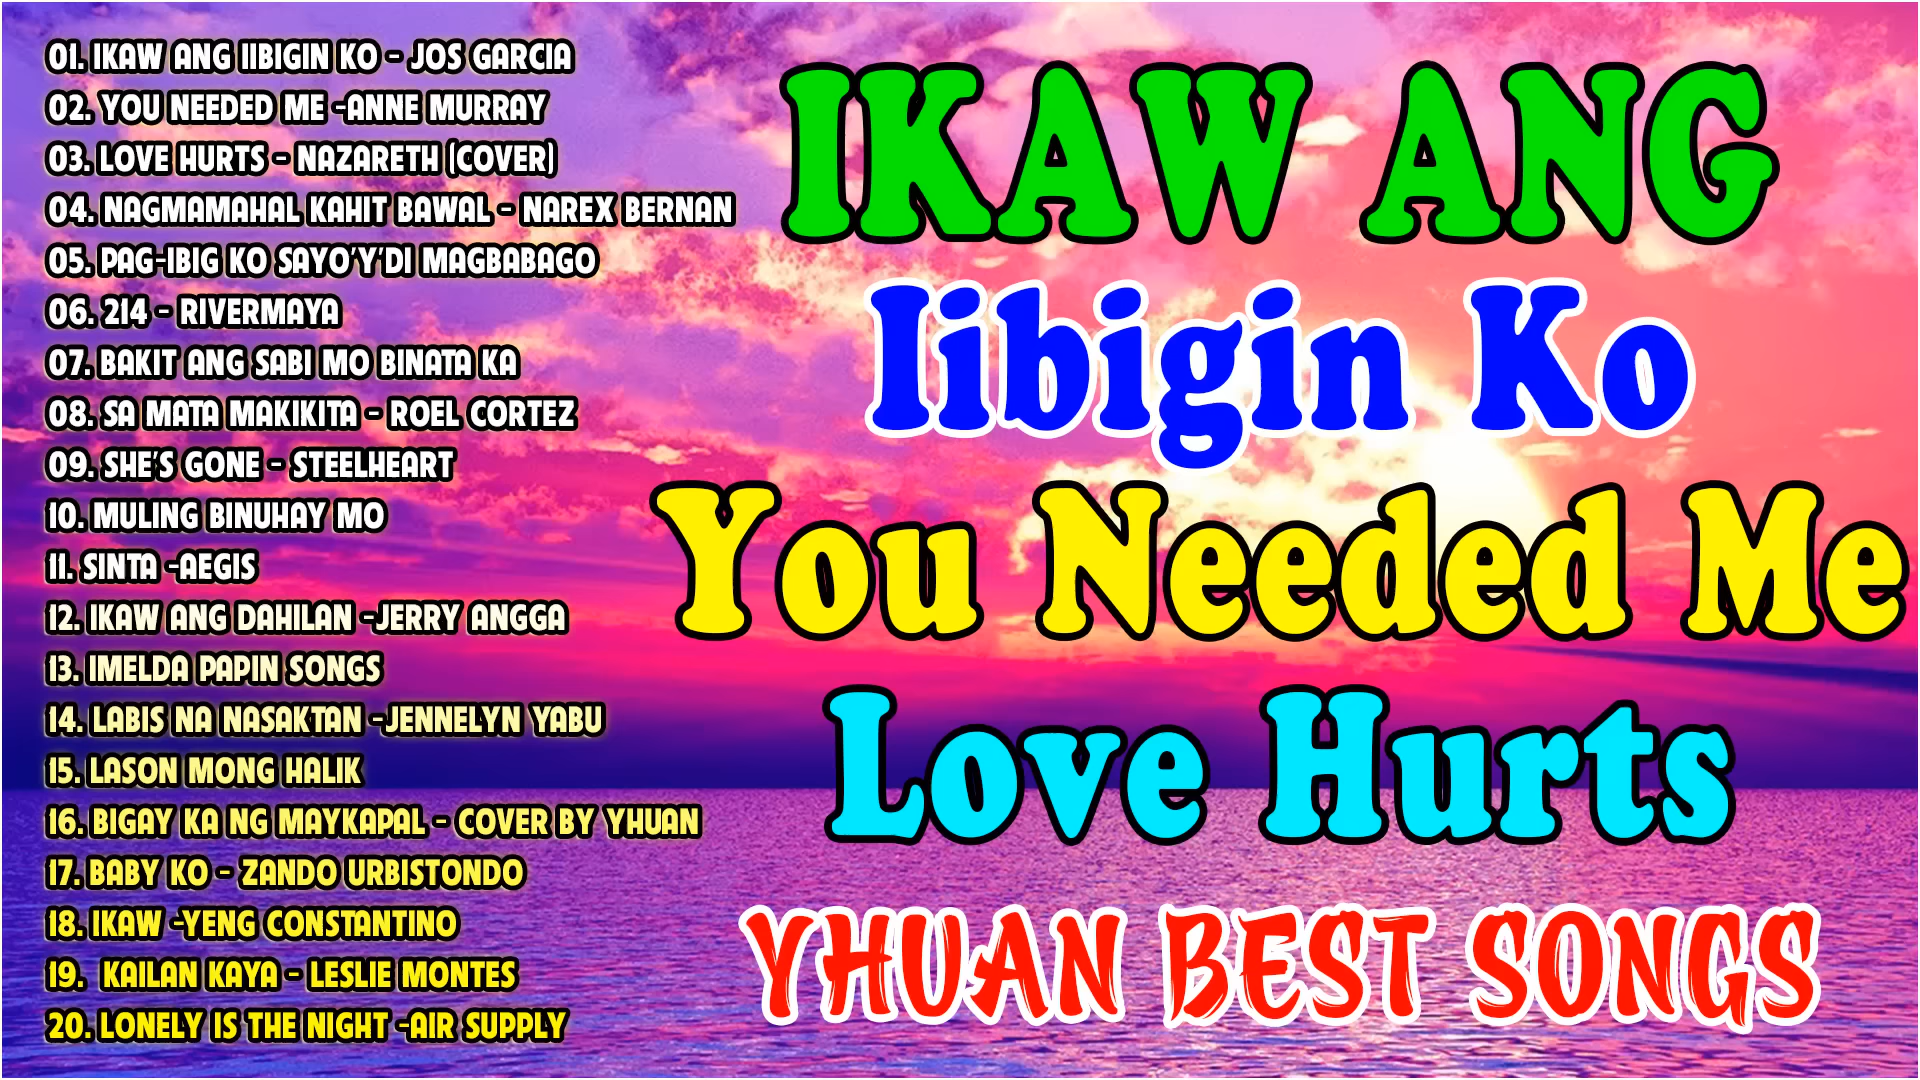 01. IKAW ANG IIBIGIN KO - JOS GARCIA
02. YOU NEEDED ME -ANNE MURRAY
03. LOVE HURTS - NAZARETH (COVER)
04. NAGMAMAHAL KAHIT BAWAL - NAREX BERNAN
05. PAG-IBIG KO SAYO'Y'DI MAGBABAGO
06. 214 - RIVERMAYA
07. BAKIT ANG SABI MO BINATA KA
08. SA MATA MAKIKITA - ROEL CORTEZ
09. SHE'S GONE - STEELHEART
10. MULING BINUHAY MO
11. SINTA -AEGIS
12. IKAW ANG DAHILAN -JERRY ANGGA
13. IMELDA PAPIN SONGS
14. LABIS NA NASAKTAN -JENNELYN YABU
15. LASON MONG HALIK
16. BIGAY KA NG MAYKAPAL - COVER BY YHUAN
17. BABY KO - ZANDO URBISTONDO
18. IKAW -YENG CONSTANTINO
19. KAILAN KAYA - LESLIE MONTES
20. LONELY IS THE NIGHT -AIR SUPPLY
IKAW ANG
Iibigin Ko
You Needed Me
Love Hurts
YHUAN BEST SONGS